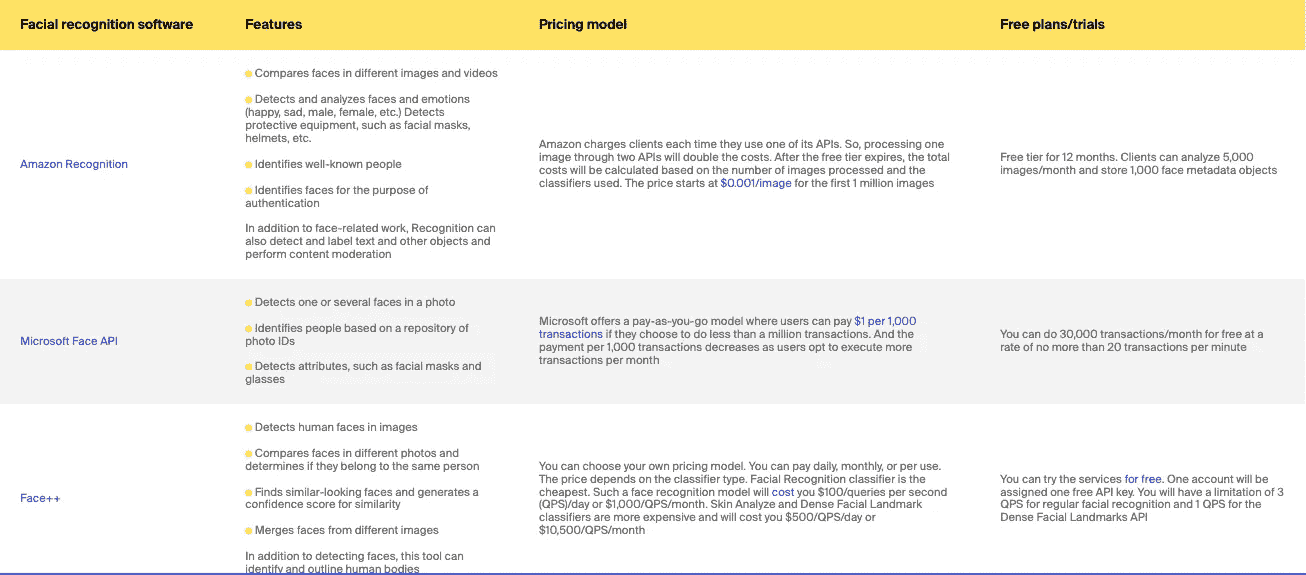 Facial recognition software
Features
Pricing model
Free plans/trials
Amazon Recognition
Compares faces in different images and videos
Detects and analyzes faces and emotions
(happy, sad, male, female, etc.) Detects
protective equipment, such as facial masks,
helmets, etc.
Identifies well-known people
Identifies faces for the purpose of
authentication
In addition to face-related work, Recognition can
also detect and label text and other objects and
perform content moderation
Amazon charges clients each time they use one of its APIs. So, processing one
image through two APIs will double the costs. After the free tier expires, the total
costs will be calculated based on the number of images processed and the
classifiers used. The price starts at $0.001/image for the first 1 million images
Free tier for 12 months. Clients can analyze 5,000
images/month and store 1,000 face metadata objects
Microsoft Face API
Detects one or several faces in a photo
Identifies people based on a repository of
photo IDs
Detects attributes, such as facial masks and
glasses
Microsoft offers a pay-as-you-go model where users can pay $1 per 1,000
transactions if they choose to do less than a million transactions. And the
payment per 1,000 transactions decreases as users opt to execute more
transactions per month
You can do 30,000 transactions/month for free at a
rate of no more than 20 transactions per minute
Face++
Detects human faces in images
Compares faces in different photos and
determines if they belong to the same person
Finds similar-looking faces and generates a
confidence score for similarity
Merges faces from different images
In addition to detecting faces, this tool can
identify and outline human bodies
You can choose your own pricing model. You can pay daily, monthly, or per use.
The price depends on the classifier type. Facial Recognition classifier is the
cheapest. Such a face recognition model will cost you $100/queries per second
(QPS)/day or $1,000/QPS/month. Skin Analyze and Dense Facial Landmark
classifiers are more expensive and will cost you $500/QPS/day or
$10,500/QPS/month
You can try the services for free. One account will be
assigned one free API key. You will have a limitation of 3
QPS for regular facial recognition and 1 QPS for the
Dense Facial Landmarks API